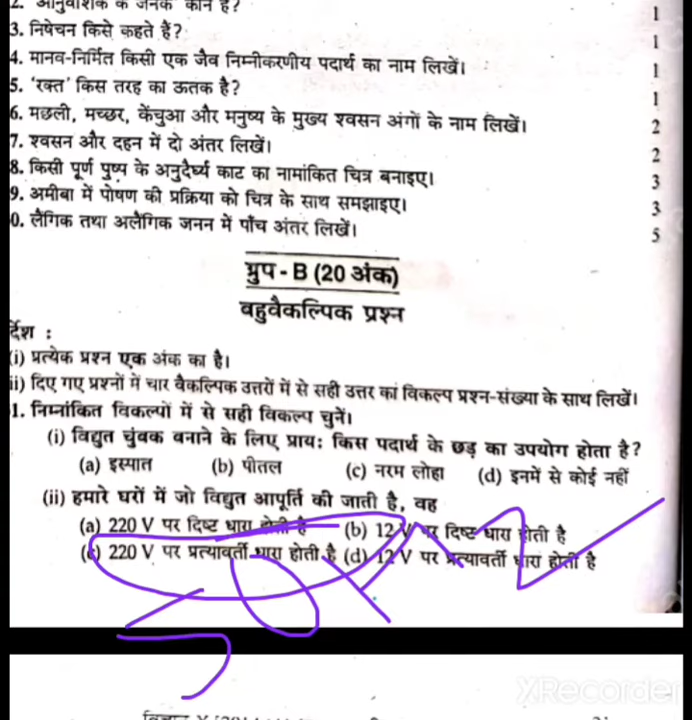 2. आनुवांशिकी के जनक कौन हैं? 1
3. निषेचन किसे कहते हैं? 1
4. मानव-निर्मित किसी एक जैव निम्नीकरणीय पदार्थ का नाम लिखें। 1
5. ‘रक्त’ किस तरह का ऊतक है? 1
6. मछली, मच्छर, केंचुआ और मनुष्य के मुख्य श्वसन अंगों के नाम लिखें। 2
7. श्वसन और दहन में दो अंतर लिखें। 2
8. किसी पूर्ण पुष्प के अनुदैर्घ्य काट का नामांकित चित्र बनाइए। 3
9. अमीबा में पोषण की प्रक्रिया को चित्र के साथ समझाइए। 3
0. लैंगिक तथा अलैंगिक जनन में पाँच अंतर लिखें। 5
ग्रुप - B (20 अंक)
बहुवैकल्पिक प्रश्न
र्देश :
(i) प्रत्येक प्रश्न एक अंक का है।
ii) दिए गए प्रश्नों में चार वैकल्पिक उत्तरों में से सही उत्तर का विकल्प प्रश्न-संख्या के साथ लिखें।
1. निम्नांकित विकल्पों में से सही विकल्प चुनें।
(i) विद्युत चुंबक बनाने के लिए प्रायः किस पदार्थ के छड़ का उपयोग होता है?
(a) इस्पात (b) पीतल (c) नरम लोहा (d) इनमें से कोई नहीं
(ii) हमारे घरों में जो विद्युत आपूर्ति की जाती है, वह
(a) 220 V पर दिष्ट धारा होती है (b) 12 V पर दिष्ट धारा होती है
(c) 220 V पर प्रत्यावर्ती धारा होती है (d) 12 V पर प्रत्यावर्ती धारा होती है
XRecorder